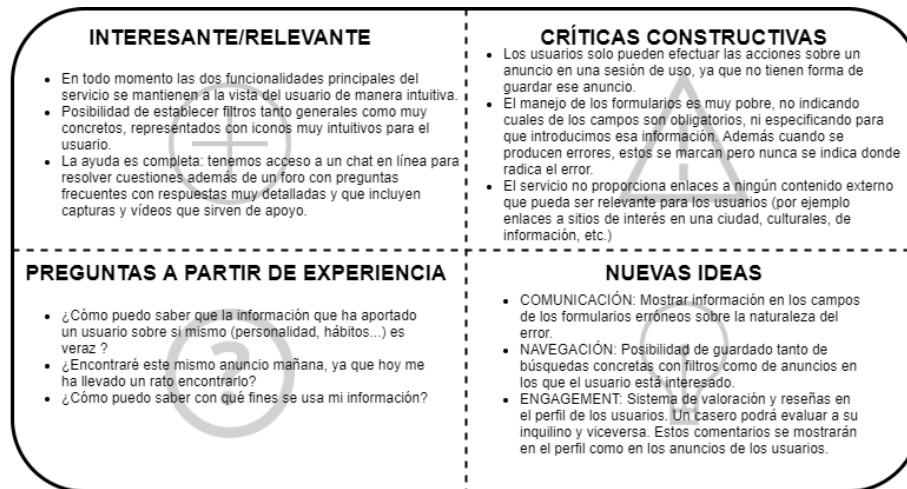 INTERESANTE/RELEVANTE
• En todo momento las dos funcionalidades principales del
servicio se mantienen a la vista del usuario de manera intuitiva.
• Posibilidad de establecer filtros tanto generales como muy
concretos, representados con iconos muy intuitivos para el
usuario.
• La ayuda es completa: tenemos acceso a un chat en línea para
resolver cuestiones además de un foro con preguntas
frecuentes con respuestas muy detalladas y que incluyen
capturas y vídeos que sirven de apoyo.
CRÍTICAS CONSTRUCTIVAS
• Los usuarios solo pueden efectuar las acciones sobre un
anuncio en una sesión de uso, ya que no tienen forma de
guardar ese anuncio.
• El manejo de los formularios es muy pobre, no indicando
cuales de los campos son obligatorios, ni especificando para
que introducimos esa información. Además cuando se
producen errores, estos se marcan pero nunca se indica donde
radica el error.
• El servicio no proporciona enlaces a ningún contenido externo
que pueda ser relevante para los usuarios (por ejemplo
enlaces a sitios de interés en una ciudad, culturales, de
información, etc.)
PREGUNTAS A PARTIR DE EXPERIENCIA
• ¿Cómo puedo saber que la información que ha aportado
un usuario sobre si mismo (personalidad, hábitos...) es
veraz ?
• ¿Encontraré este mismo anuncio mañana, ya que hoy me
ha llevado un rato encontrarlo?
• ¿Cómo puedo saber con qué fines se usa mi información?
NUEVAS IDEAS
• COMUNICACIÓN: Mostrar información en los campos
de los formularios erróneos sobre la naturaleza del
error.
• NAVEGACIÓN: Posibilidad de guardado tanto de
búsquedas concretas con filtros como de anuncios en
los que el usuario está interesado.
• ENGAGEMENT: Sistema de valoración y reseñas en
el perfil de los usuarios. Un casero podrá evaluar a su
inquilino y viceversa. Estos comentarios se mostrarán
en el perfil como en los anuncios de los usuarios.